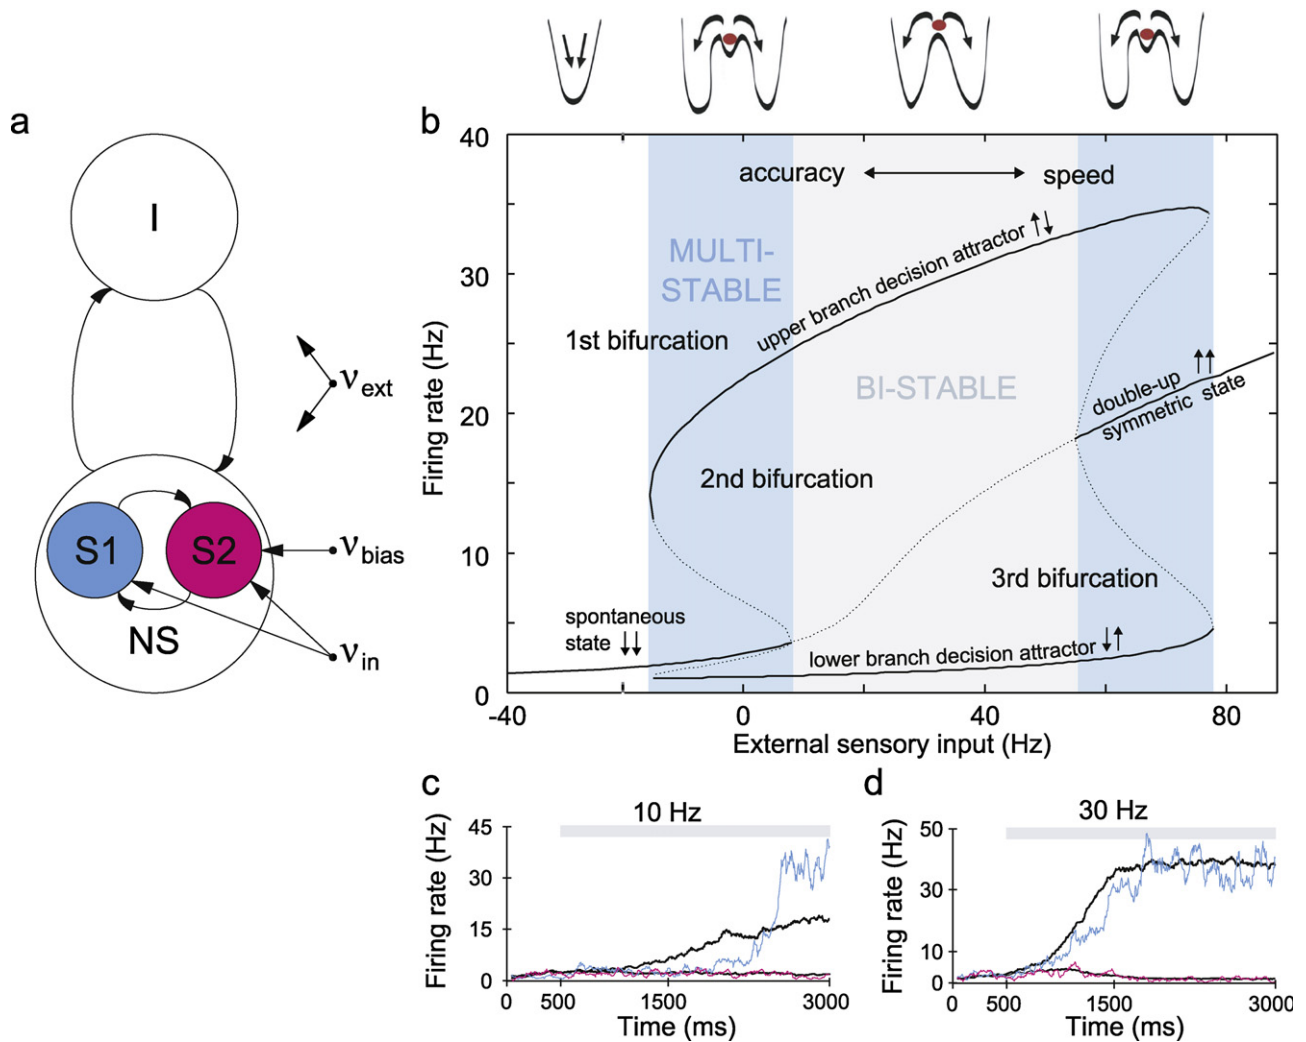 a
I
ν ext
S1
S2
ν bias
NS
ν in
b
40
30
20
10
0
Firing rate (Hz)
accuracy
speed
MULTI-
STABLE
upper branch decision attractor ↑↓
1st bifurcation
BI-STABLE
double-up ↑↑
symmetric state
2nd bifurcation
3rd bifurcation
spontaneous
state ↓↓
lower branch decision attractor ↓↑
-40
0
40
80
External sensory input (Hz)
c
10 Hz
45
30
15
0
Firing rate (Hz)
0
500
1500
3000
Time (ms)
d
30 Hz
50
30
10
0
Firing rate (Hz)
0
500
1500
3000
Time (ms)